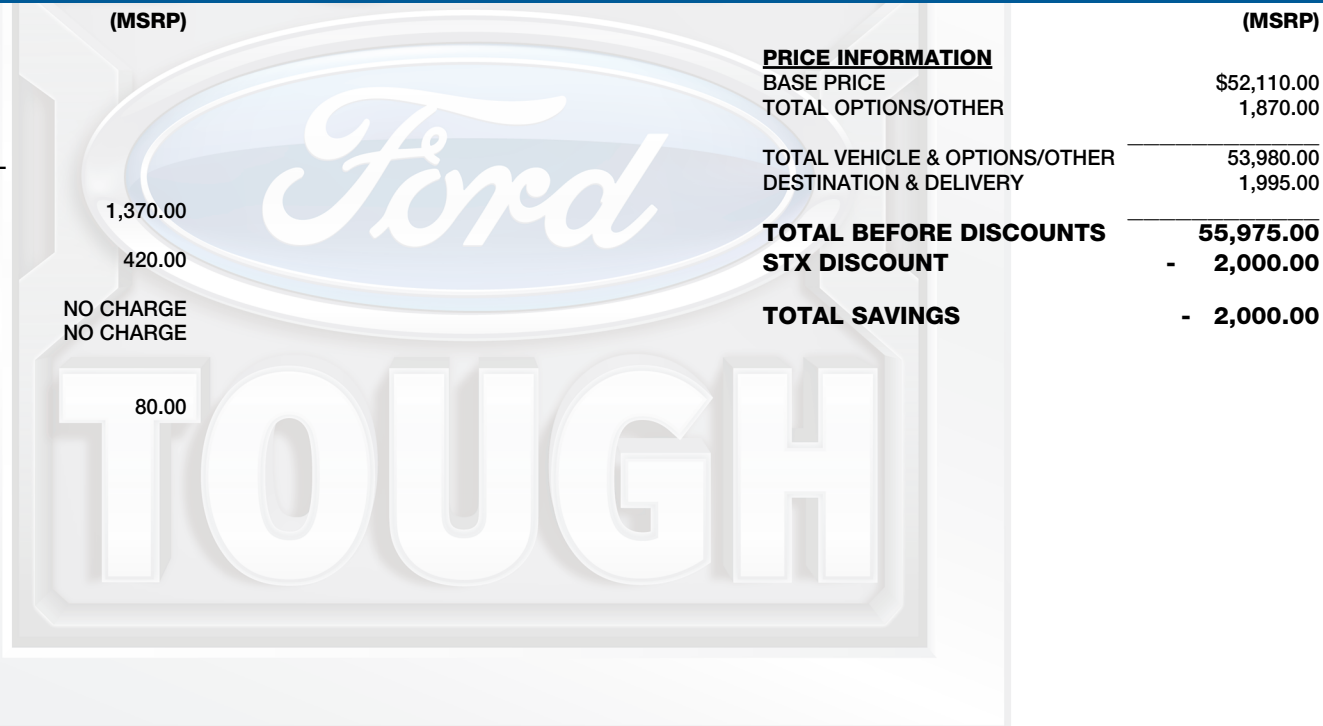 (MSRP)
1,370.00
420.00
NO CHARGE
NO CHARGE
80.00
(MSRP)
PRICE INFORMATION
BASE PRICE $52,110.00
TOTAL OPTIONS/OTHER 1,870.00
TOTAL VEHICLE & OPTIONS/OTHER 53,980.00
DESTINATION & DELIVERY 1,995.00
TOTAL BEFORE DISCOUNTS 55,975.00
STX DISCOUNT - 2,000.00
TOTAL SAVINGS - 2,000.00
Ford
TOUGH